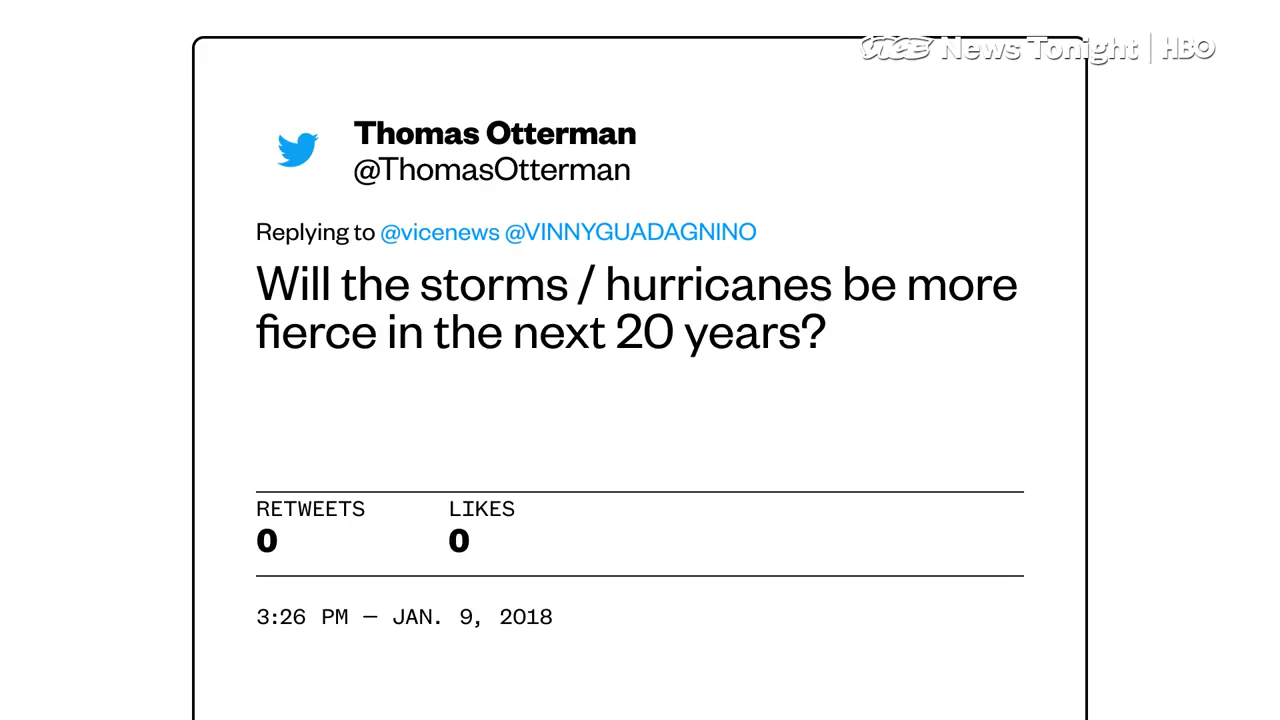 VICE News Tonight | HBO
Thomas Otterman
@ThomasOtterman
Replying to @vicenews @VINNYGUADAGNINO
Will the storms / hurricanes be more
fierce in the next 20 years?
RETWEETS LIKES
0 0
3:26 PM — JAN. 9, 2018